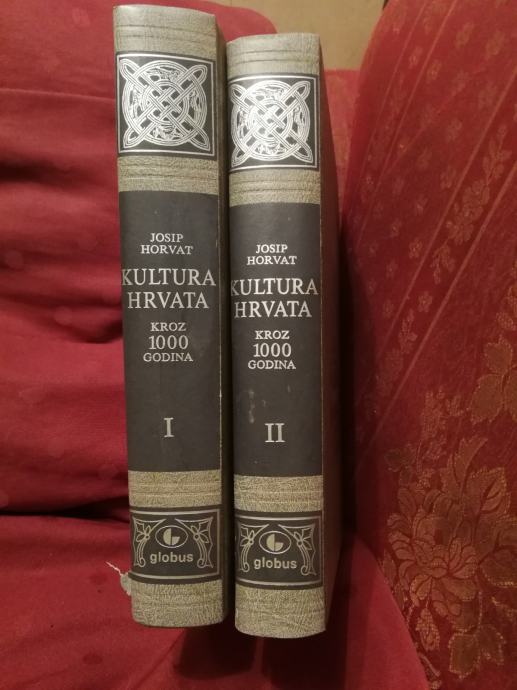 JOSIP
HORVAT
KULTURA
HRVATA
KROZ
1000
GODINA
I
globus
JOSIP
HORVAT
KULTURA
HRVATA
KROZ
1000
GODINA
II
globus